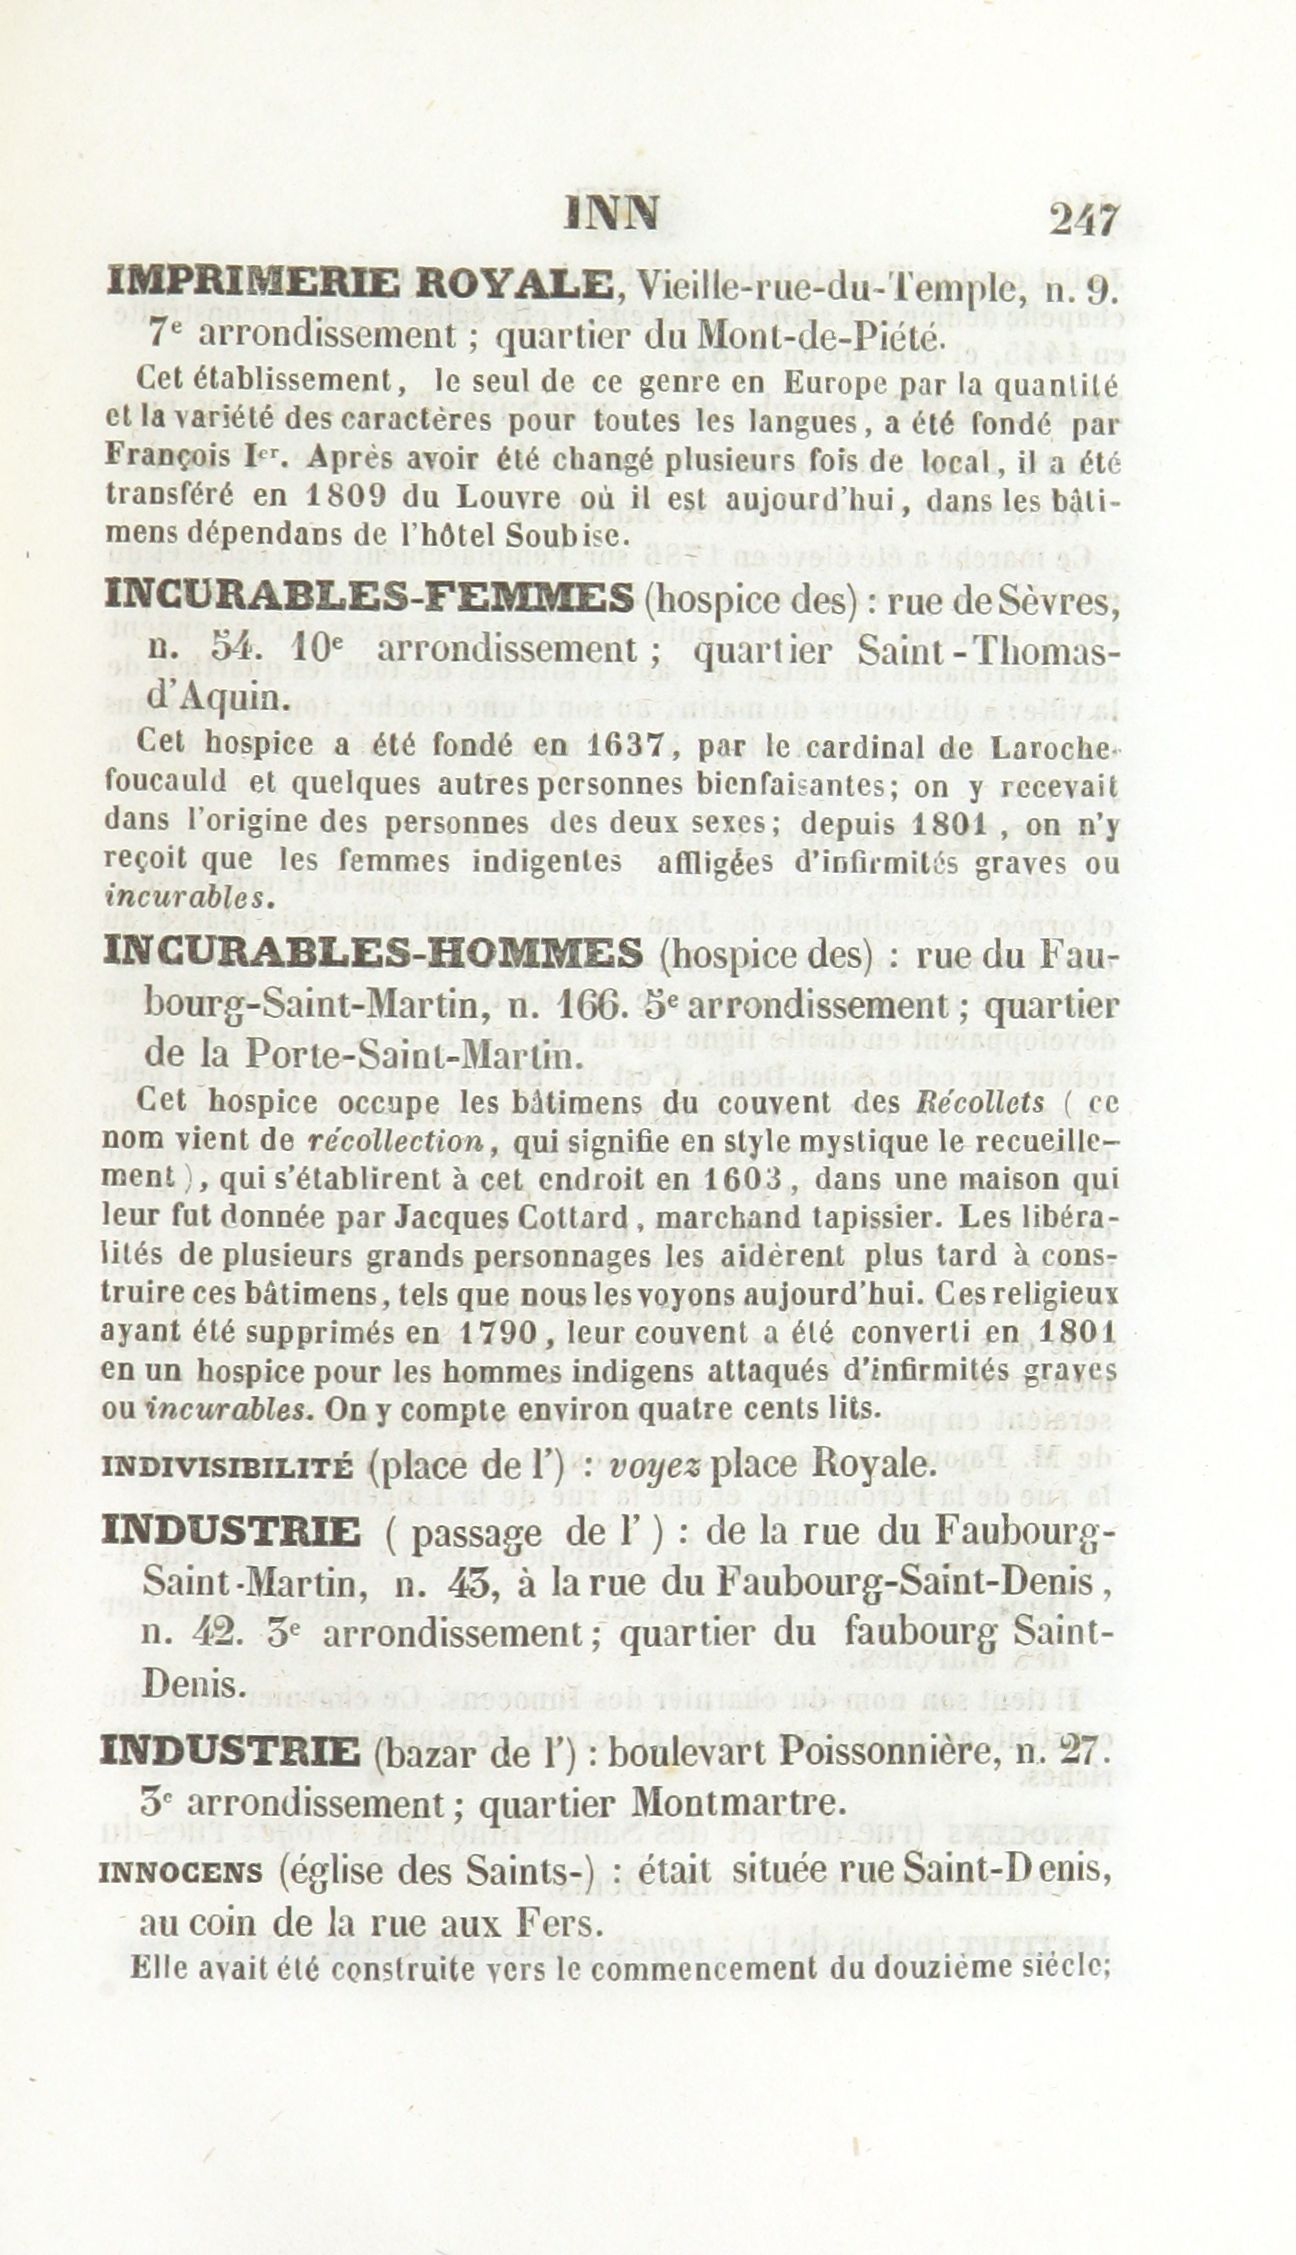 INN 247
IMPRIMERIE ROYALE, Vieille-rue-du-Temple, n. 9.
7e arrondissement ; quartier du Mont-de-Piété.
Cet établissement, le seul de ce genre en Europe par la quantité
et la variété des caractères pour toutes les langues, a été fondé par
François Ier. Après avoir été changé plusieurs fois de local, il a été
transféré en 1809 du Louvre où il est aujourd'hui, dans les bâti-
mens dépendans de l'hôtel Soubise.
INCURABLES-FEMMES (hospice des) : rue de Sèvres,
n. 54. 10e arrondissement ; quartier Saint-Thomas-
d'Aquin.
Cet hospice a été fondé en 1637, par le cardinal de Laroche-
foucauld et quelques autres personnes bienfaisantes; on y recevait
dans l'origine des personnes des deux sexes; depuis 1801, on n'y
reçoit que les femmes indigentes affligées d'infirmités graves ou
incurables.
INCURABLES-HOMMES (hospice des) : rue du Fau-
bourg-Saint-Martin, n. 166. 5e arrondissement ; quartier
de la Porte-Saint-Martin.
Cet hospice occupe les bâtimens du couvent des Récollets ( ce
nom vient de récollection, qui signifie en style mystique le recueille-
ment ), qui s'établirent à cet endroit en 1603, dans une maison qui
leur fut donnée par Jacques Cottard, marchand tapissier. Les libéra-
lités de plusieurs grands personnages les aidèrent plus tard à cons-
truire ces bâtimens, tels que nous les voyons aujourd'hui. Ces religieux
ayant été supprimés en 1790, leur couvent a été converti en 1801
en un hospice pour les hommes indigens attaqués d'infirmités graves
ou incurables. On y compte environ quatre cents lits.
INDIVISIBILITÉ (place de l') : voyez place Royale.
INDUSTRIE ( passage de l' ) : de la rue du Faubourg-
Saint-Martin, n. 43, à la rue du Faubourg-Saint-Denis,
n. 42. 3e arrondissement ; quartier du faubourg Saint-
Denis.
INDUSTRIE (bazar de l') : boulevart Poissonnière, n. 27.
3e arrondissement ; quartier Montmartre.
INNOCENS (église des Saints-) : était située rue Saint-Denis,
au coin de la rue aux Fers.
Elle avait été construite vers le commencement du douzième siècle;